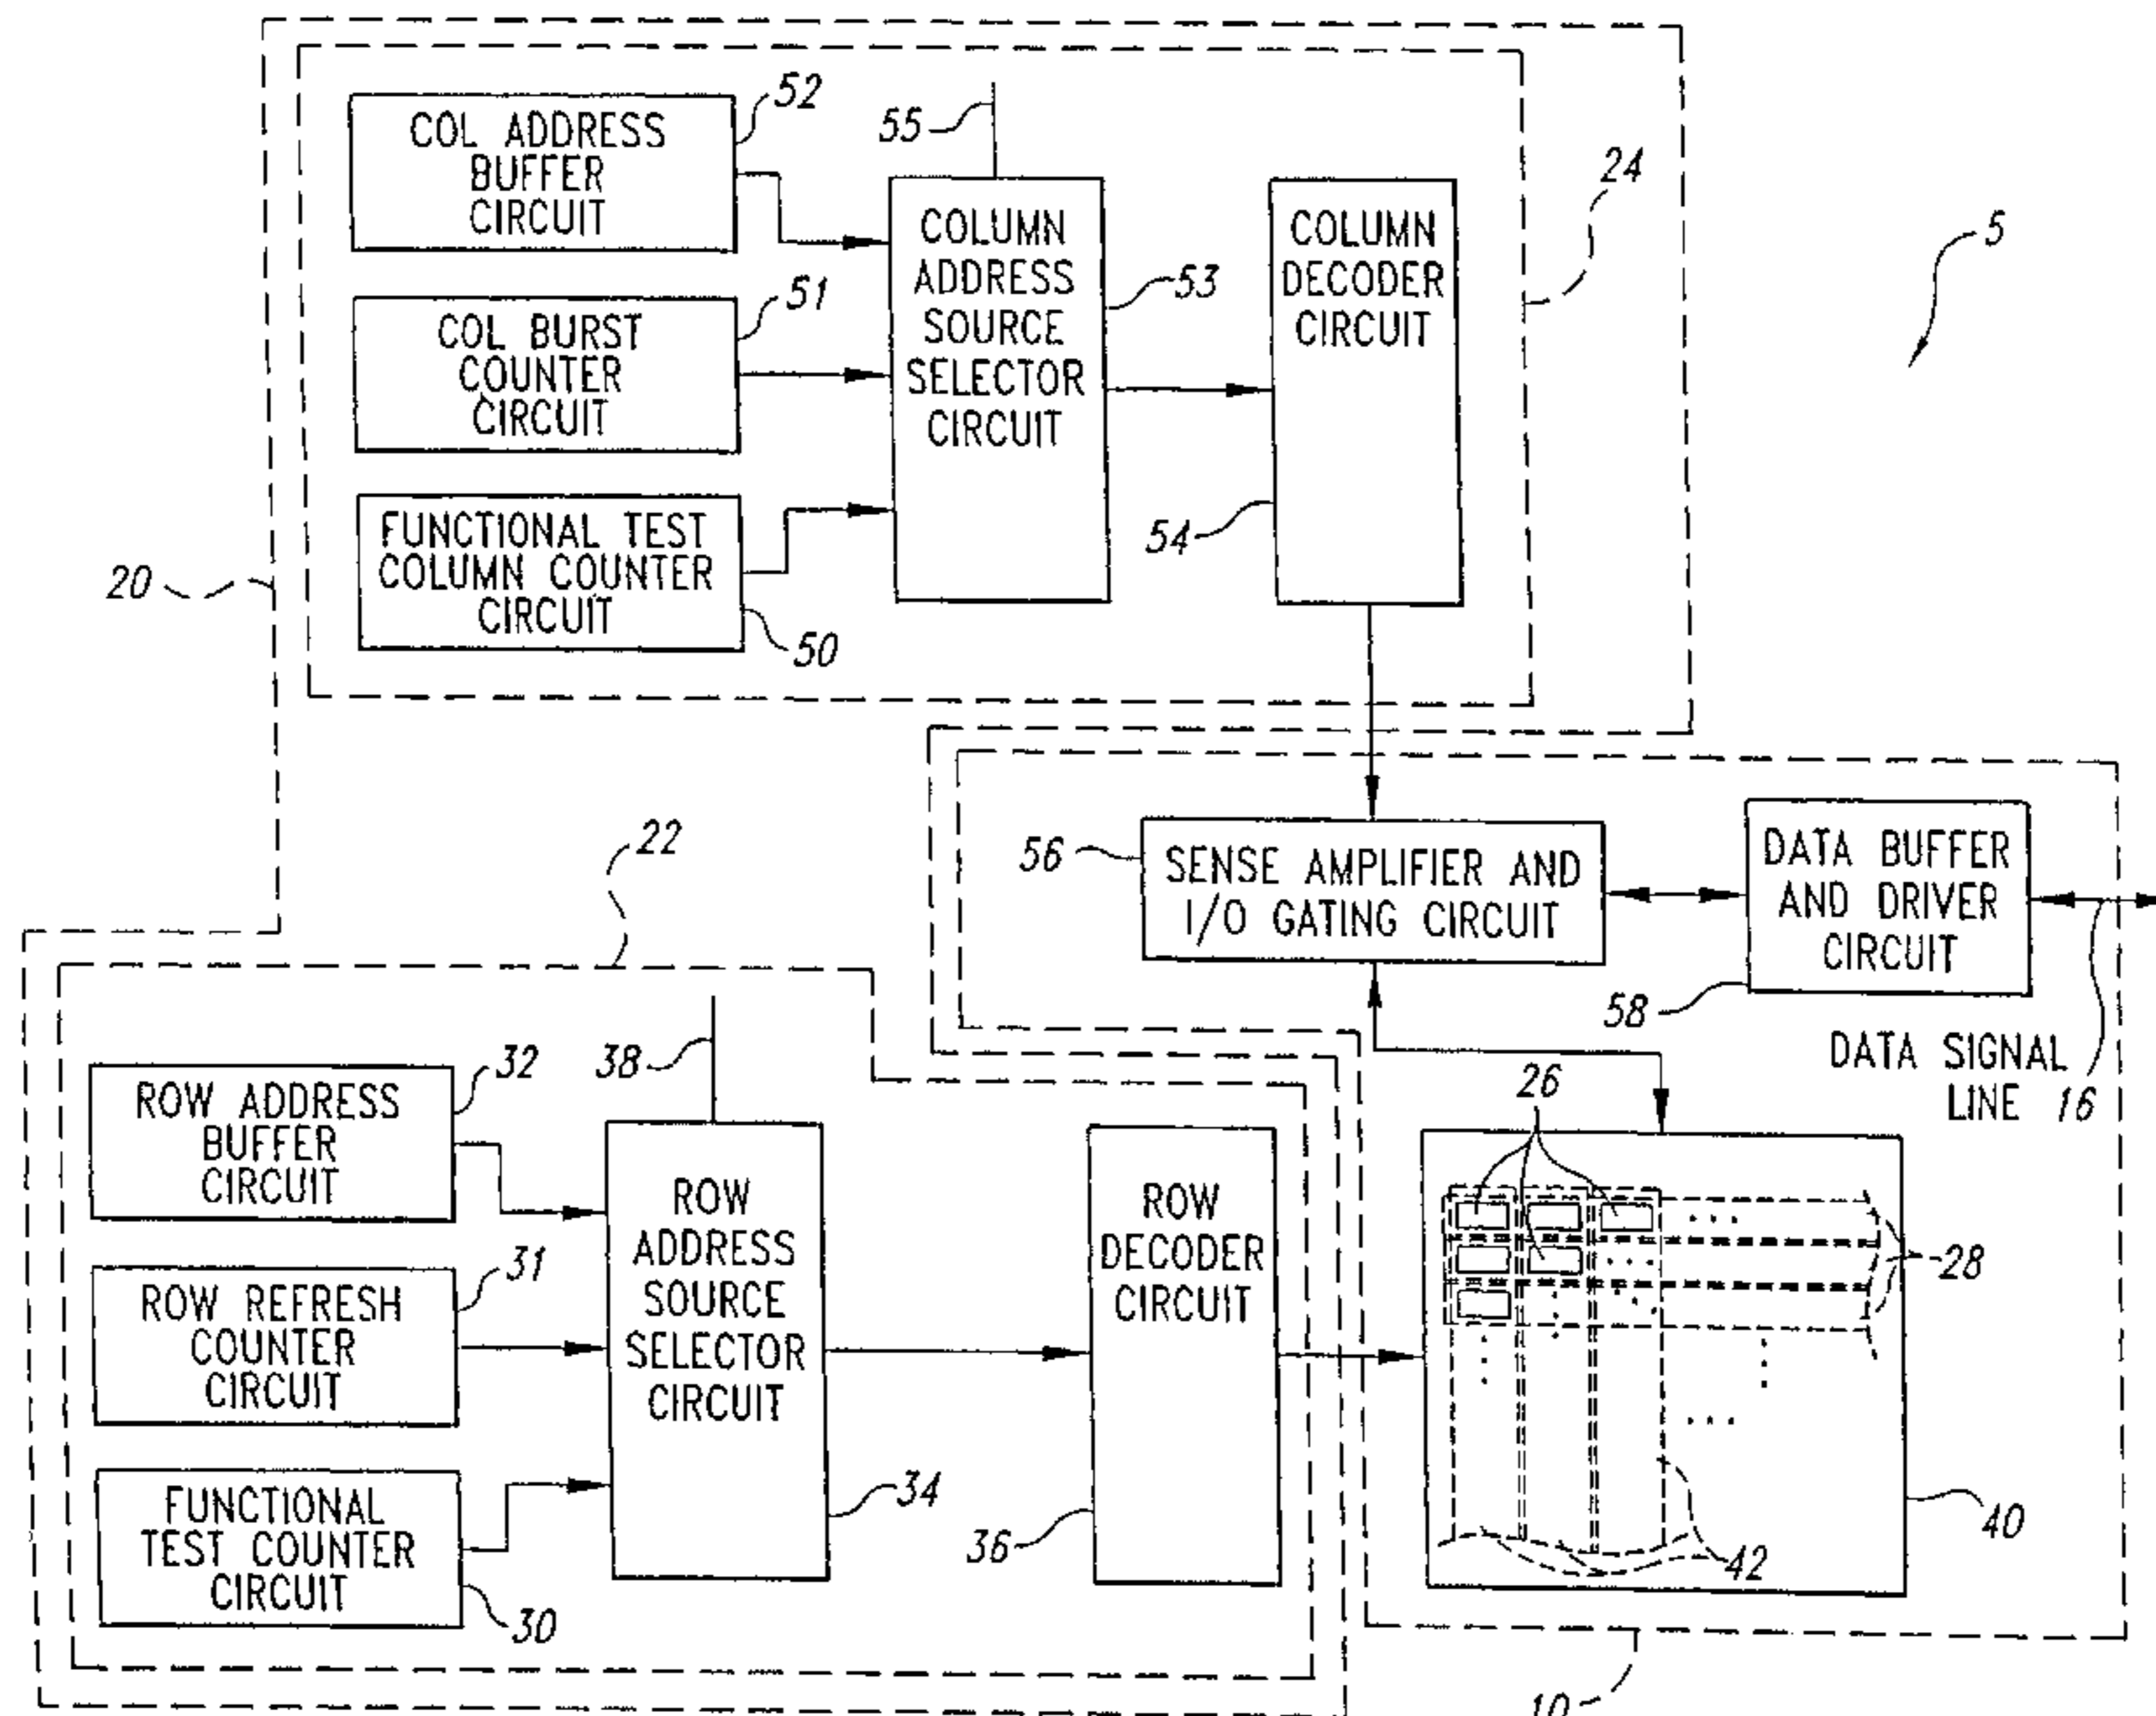 52
COL ADDRESS
BUFFER
CIRCUIT
55
24
COLUMN
ADDRESS
SOURCE
SELECTOR
CIRCUIT
53
COLUMN
DECODER
CIRCUIT
5
51
COL BURST
COUNTER
CIRCUIT
54
FUNCTIONAL TEST
COLUMN COUNTER
CIRCUIT
50
20
22
56
SENSE AMPLIFIER AND
I/O GATING CIRCUIT
DATA BUFFER
AND DRIVER
CIRCUIT
58
DATA SIGNAL
LINE 16
32
38
ROW ADDRESS
BUFFER
CIRCUIT
26
ROW
ADDRESS
SOURCE
SELECTOR
CIRCUIT
ROW
DECODER
CIRCUIT
28
31
ROW REFRESH
COUNTER
CIRCUIT
34
36
40
42
FUNCTIONAL
TEST COUNTER
CIRCUIT
30
10